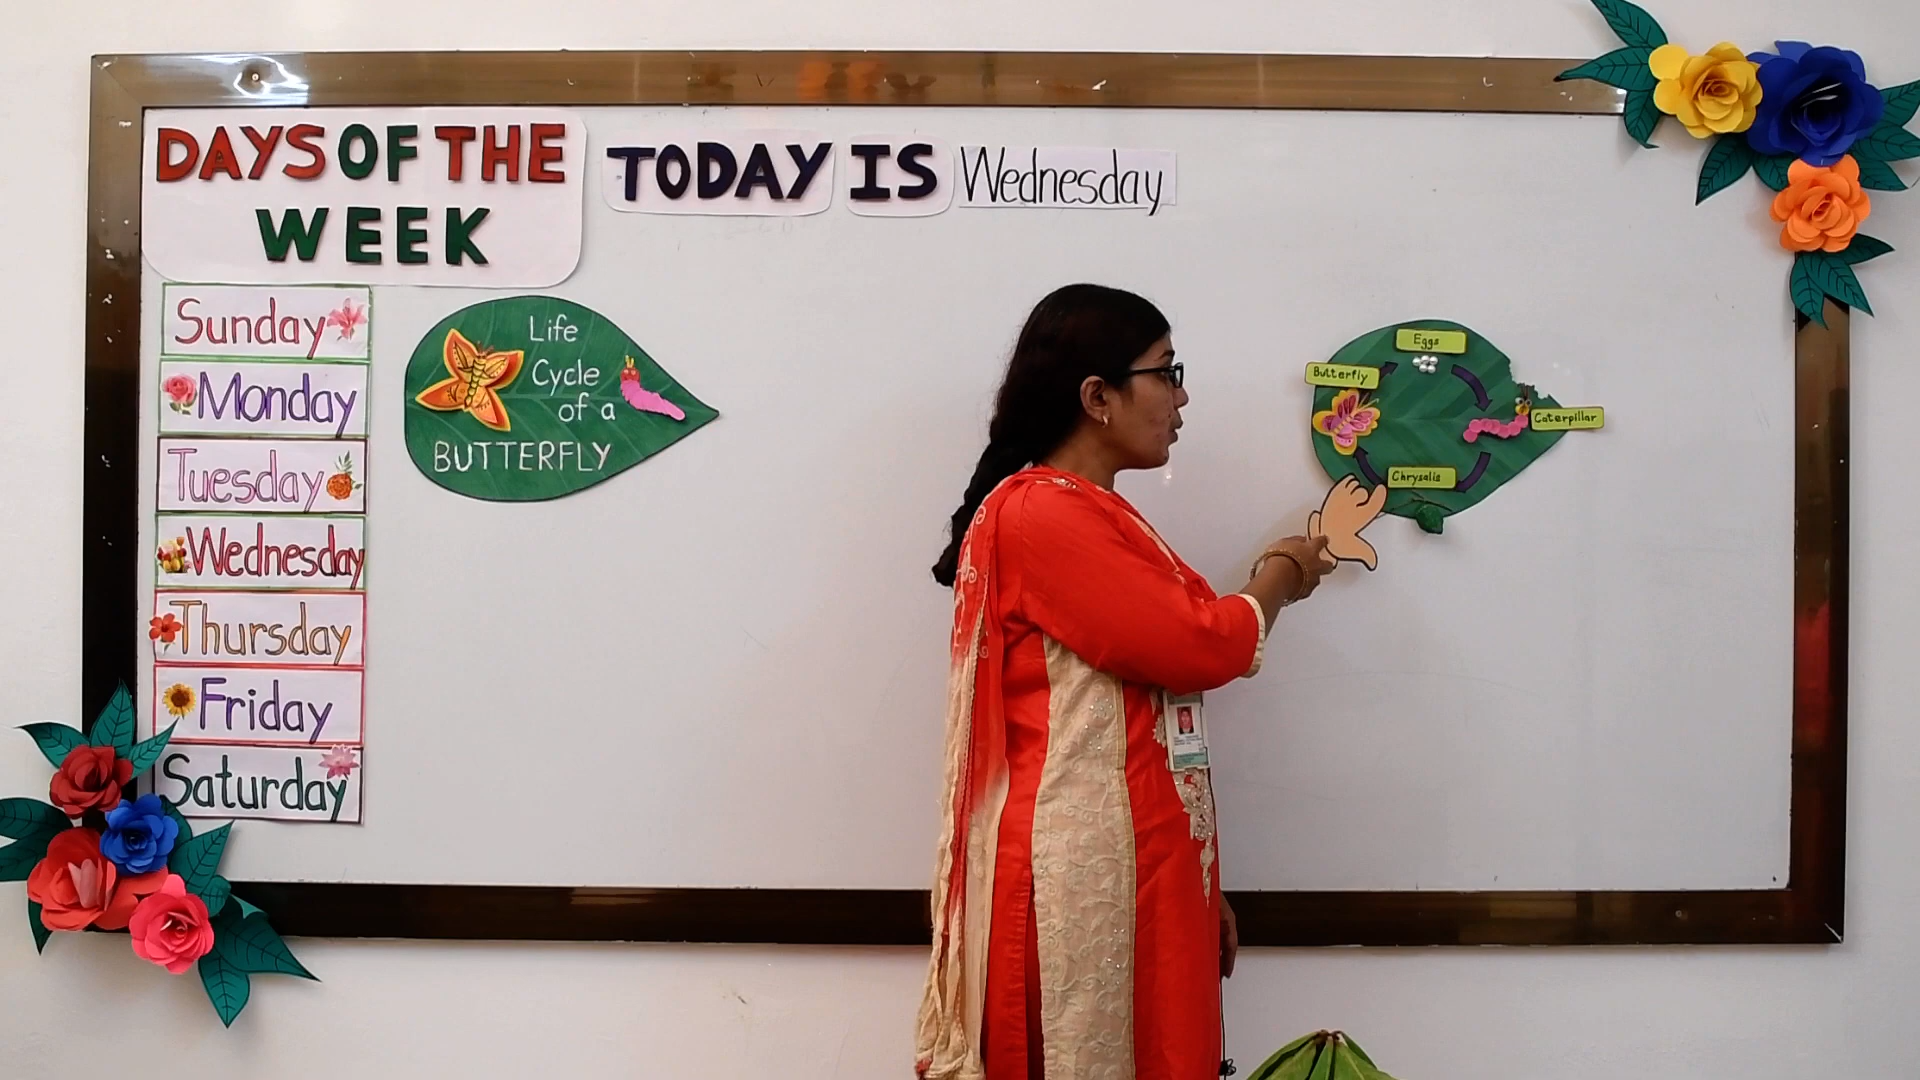 DAYS OF THE
WEEK
TODAY IS Wednesday
Sunday
Monday
Tuesday
Wednesday
Thursday
Friday
Saturday
Life
Cycle
of a
BUTTERFLY
Eggs
Butterfly
Caterpillar
Chrysalis